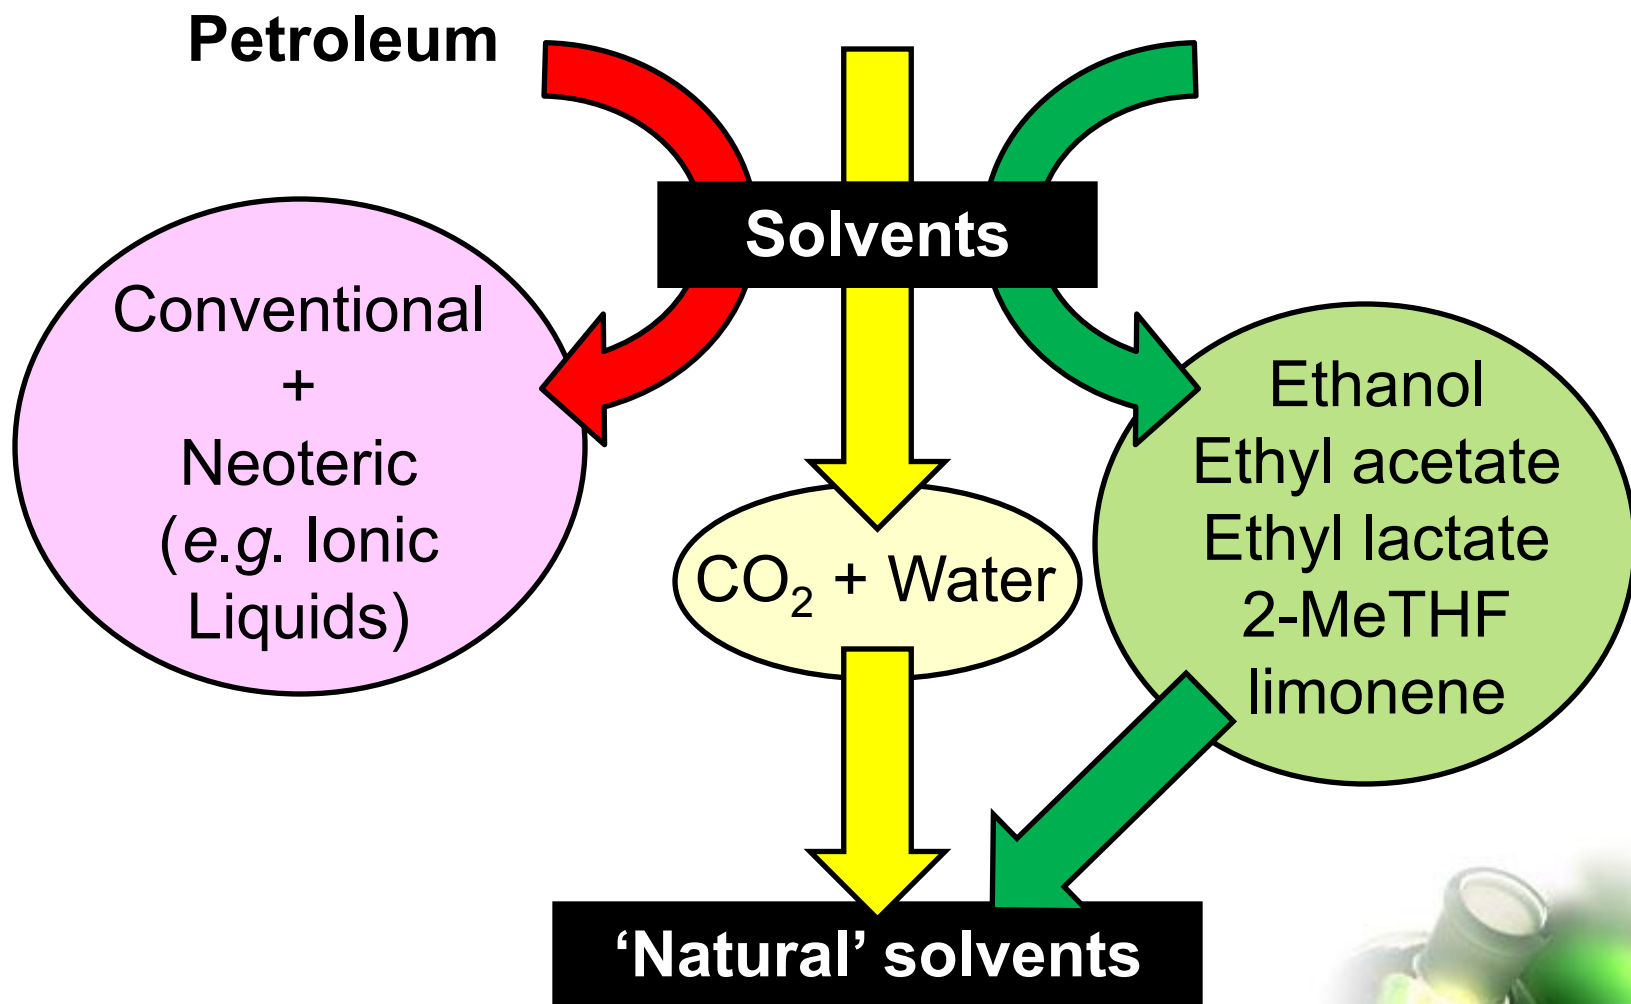 Petroleum
Solvents
Conventional
+
Neoteric
(e.g. Ionic
Liquids)
CO₂ + Water
Ethanol
Ethyl acetate
Ethyl lactate
2-MeTHF
limonene
‘Natural’ solvents